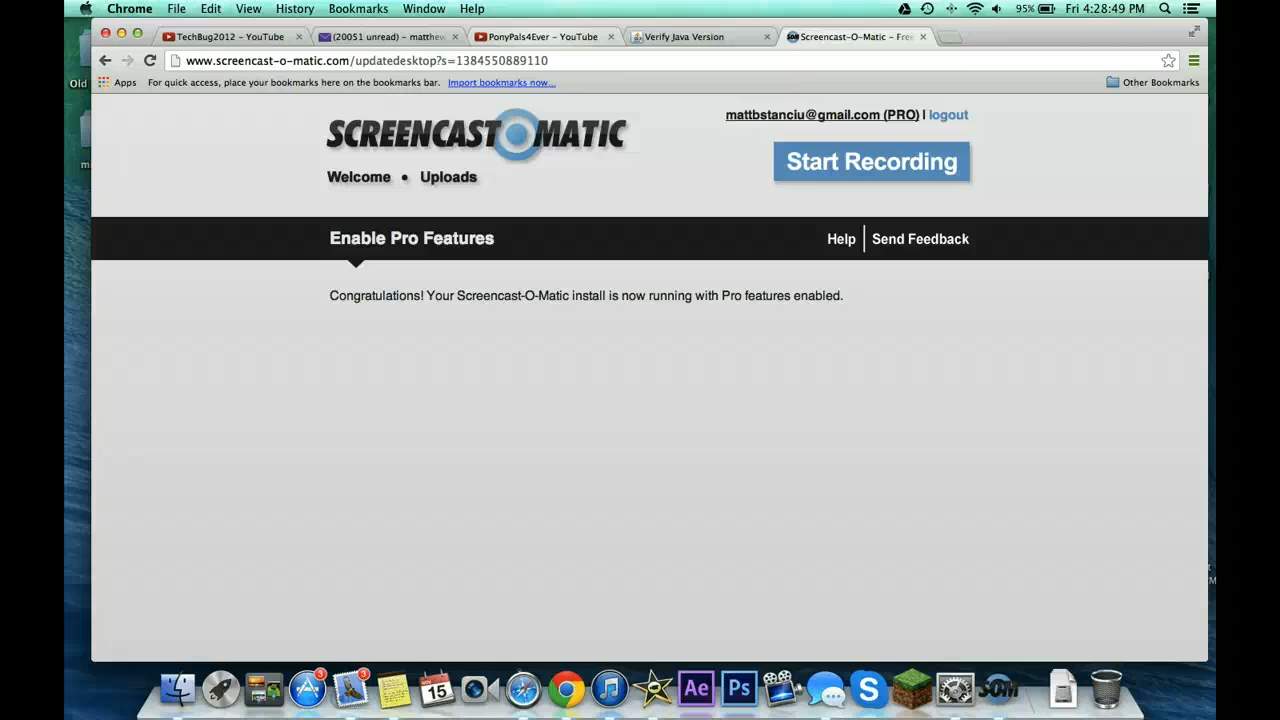 Chrome File Edit View History Bookmarks Window Help 95% Fri 4:28:49 PM
TechBug2012 - YouTube (20051 unread) - matthew PonyPals4Ever - YouTube Verify Java Version Screencast-O-Matic - Free
www.screencast-o-matic.com/updatedesktop?s=1384550889110
Old
Apps For quick access, place your bookmarks here on the bookmarks bar. Import bookmarks now... Other Bookmarks
SCREENCAST-O-MATIC
mattbstanciu@gmail.com (PRO) | logout
Start Recording
Welcome • Uploads
Enable Pro Features
Help Send Feedback
Congratulations! Your Screencast-O-Matic install is now running with Pro features enabled.
3 3 NOV 15 Ae Ps S SOM